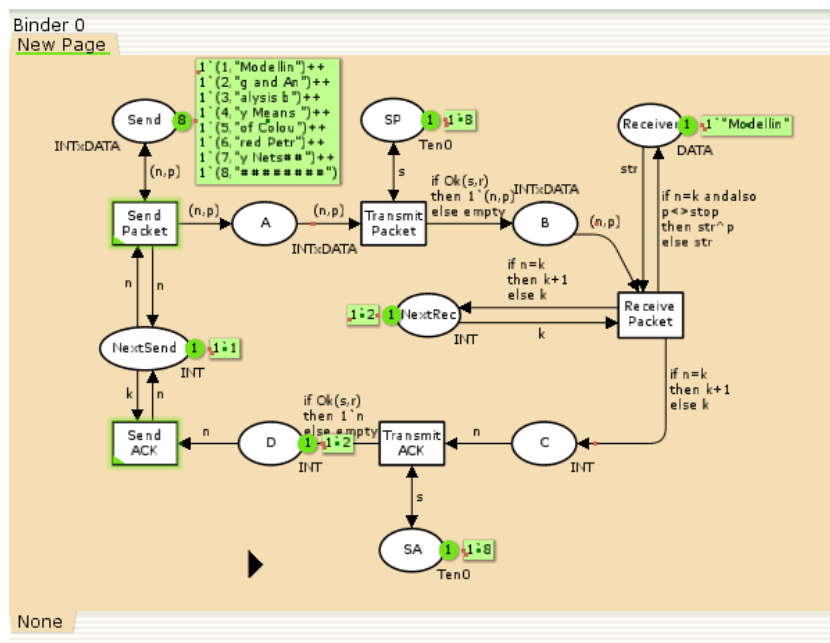 Binder 0
New Page
1`(1,"Modellin")++
1`(2,"g and An")++
1`(3,"alysis b")++
1`(4,"y Means ")++
1`(5,"of Colou")++
1`(6,"red Petr")++
1`(7,"y Nets##")++
1`(8,"########")
Send
8
INTxDATA
(n,p)
SP
1
1`8
Ten0
s
Receiver
1
1`"Modellin"
DATA
str
if n=k andalso
p<>stop
then str^p
else str
Send
Packet
(n,p)
A
INTxDATA
(n,p)
Transmit
Packet
if Ok(s,r)
then 1`(n,p)
else empty
INTxDATA
B
(n,p)
n
n
if n=k
then k+1
else k
1`2
1
NextRec
INT
k
Receive
Packet
NextSend
1
1`1
INT
k
n
if n=k
then k+1
else k
Send
ACK
n
D
1
1`2
INT
if Ok(s,r)
then 1`n
else empty
Transmit
ACK
n
C
INT
s
SA
1
1`8
Ten0
None